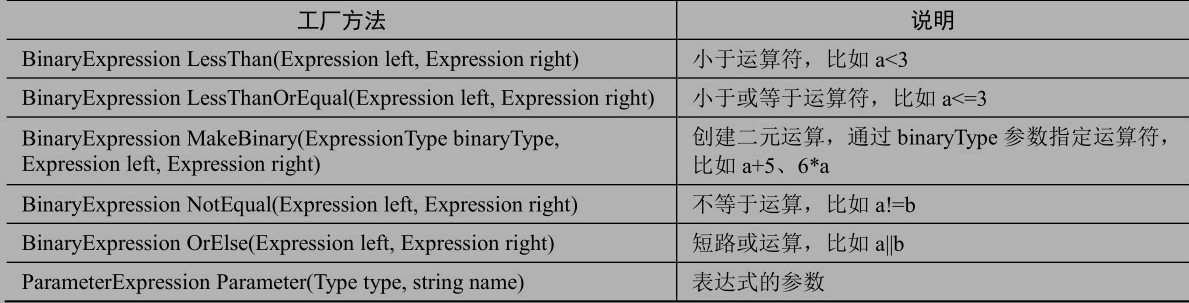 工厂方法 说明
BinaryExpression LessThan(Expression left, Expression right) 小于运算符，比如 a<3
BinaryExpression LessThanOrEqual(Expression left, Expression right) 小于或等于运算符，比如 a<=3
BinaryExpression MakeBinary(ExpressionType binaryType, 创建二元运算，通过 binaryType 参数指定运算符，
Expression left, Expression right) 比如 a+5、6*a
BinaryExpression NotEqual(Expression left, Expression right) 不等于运算，比如 a!=b
BinaryExpression OrElse(Expression left, Expression right) 短路或运算，比如 a||b
ParameterExpression Parameter(Type type, string name) 表达式的参数